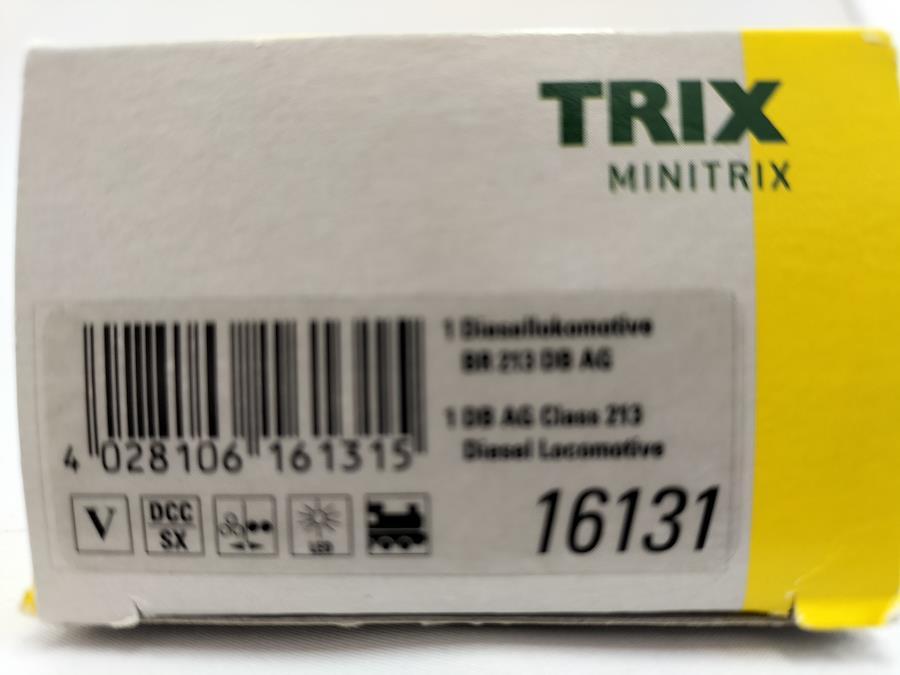 TRIX
MINITRIX
1 Diesellokomotive
BR 213 DB AG
1 DB AG Class 213
Diesel Locomotive
4 028106 161315
V
DCC
SX
LED
16131